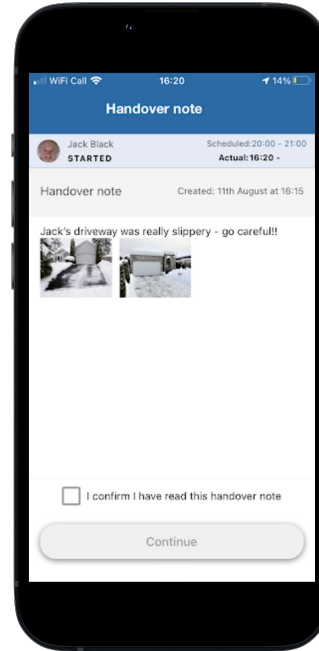 WiFi Call 16:20 14%
Handover note
Jack Black Scheduled:20:00 - 21:00
STARTED Actual:16:20 -
Handover note Created: 11th August at 16:15
Jack's driveway was really slippery - go careful!!
I confirm I have read this handover note
Continue